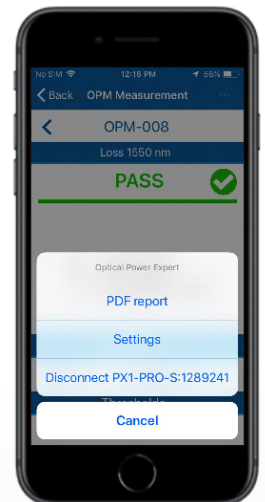 No SIM 12:16 PM 56%
Back OPM Measurement ...
OPM-008
Loss 1550 nm
PASS
Optical Power Expert
PDF report
Settings
Disconnect PX1-PRO-S:1289241
Thresholds
Cancel